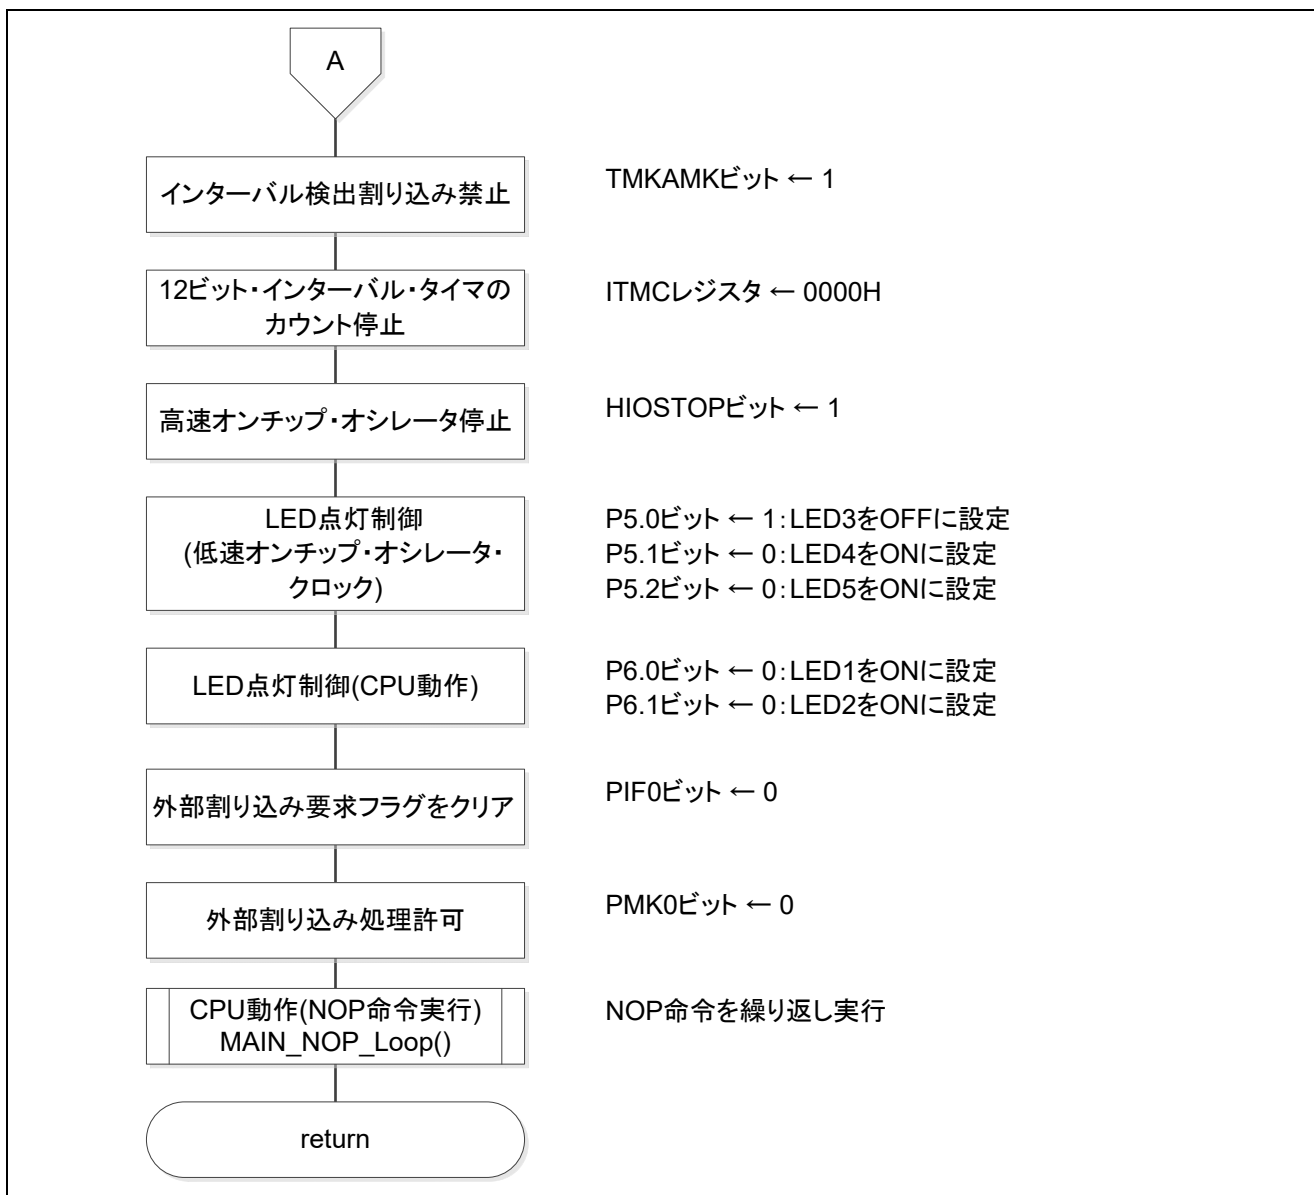 A
インターバル検出割り込み禁止
TMKAMKビット ← 1
12ビット・インターバル・タイマの
カウント停止
ITMCレジスタ ← 0000H
高速オンチップ・オシレータ停止
HIOSTOPビット ← 1
LED点灯制御
(低速オンチップ・オシレータ・
クロック)
P5.0ビット ← 1:LED3をOFFに設定
P5.1ビット ← 0:LED4をONに設定
P5.2ビット ← 0:LED5をONに設定
LED点灯制御(CPU動作)
P6.0ビット ← 0:LED1をONに設定
P6.1ビット ← 0:LED2をONに設定
外部割り込み要求フラグをクリア
PIF0ビット ← 0
外部割り込み処理許可
PMK0ビット ← 0
CPU動作(NOP命令実行)
MAIN_NOP_Loop()
NOP命令を繰り返し実行
return